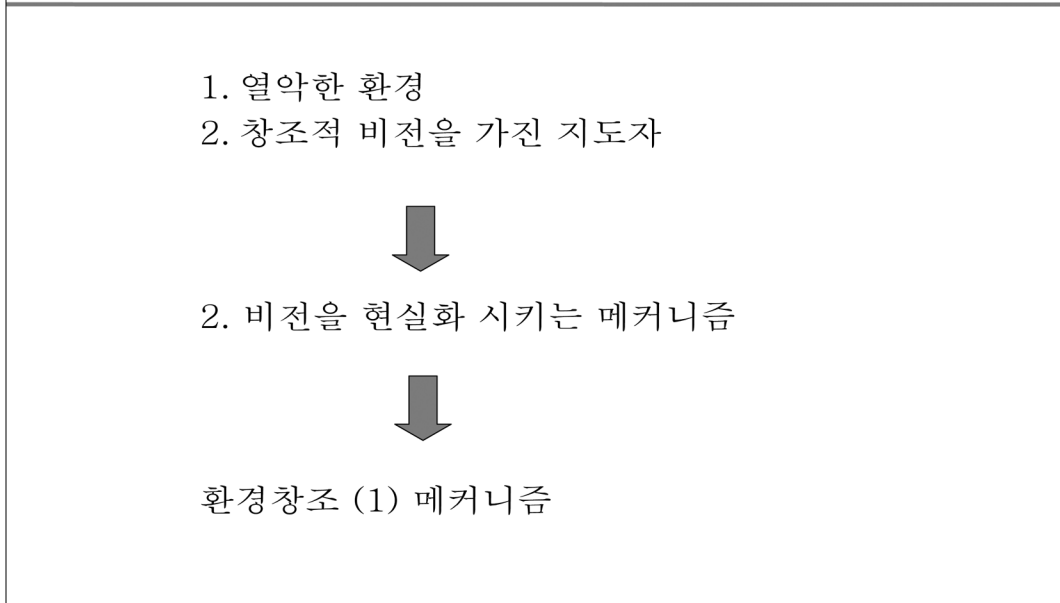 1. 열악한 환경
2. 창조적 비전을 가진 지도자
2. 비전을 현실화 시키는 메커니즘
환경창조 (1) 메커니즘